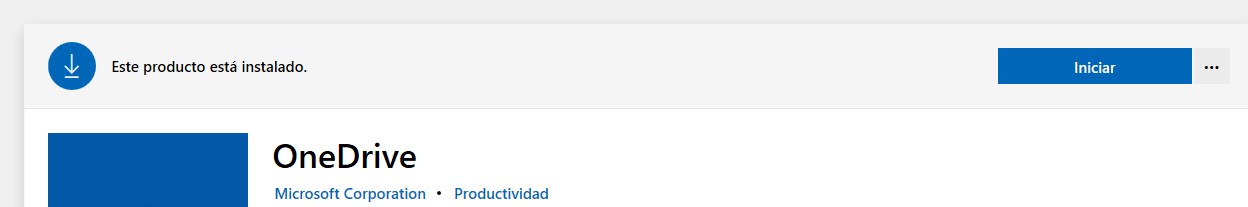 Este producto está instalado.
Iniciar
OneDrive
Microsoft Corporation • Productividad